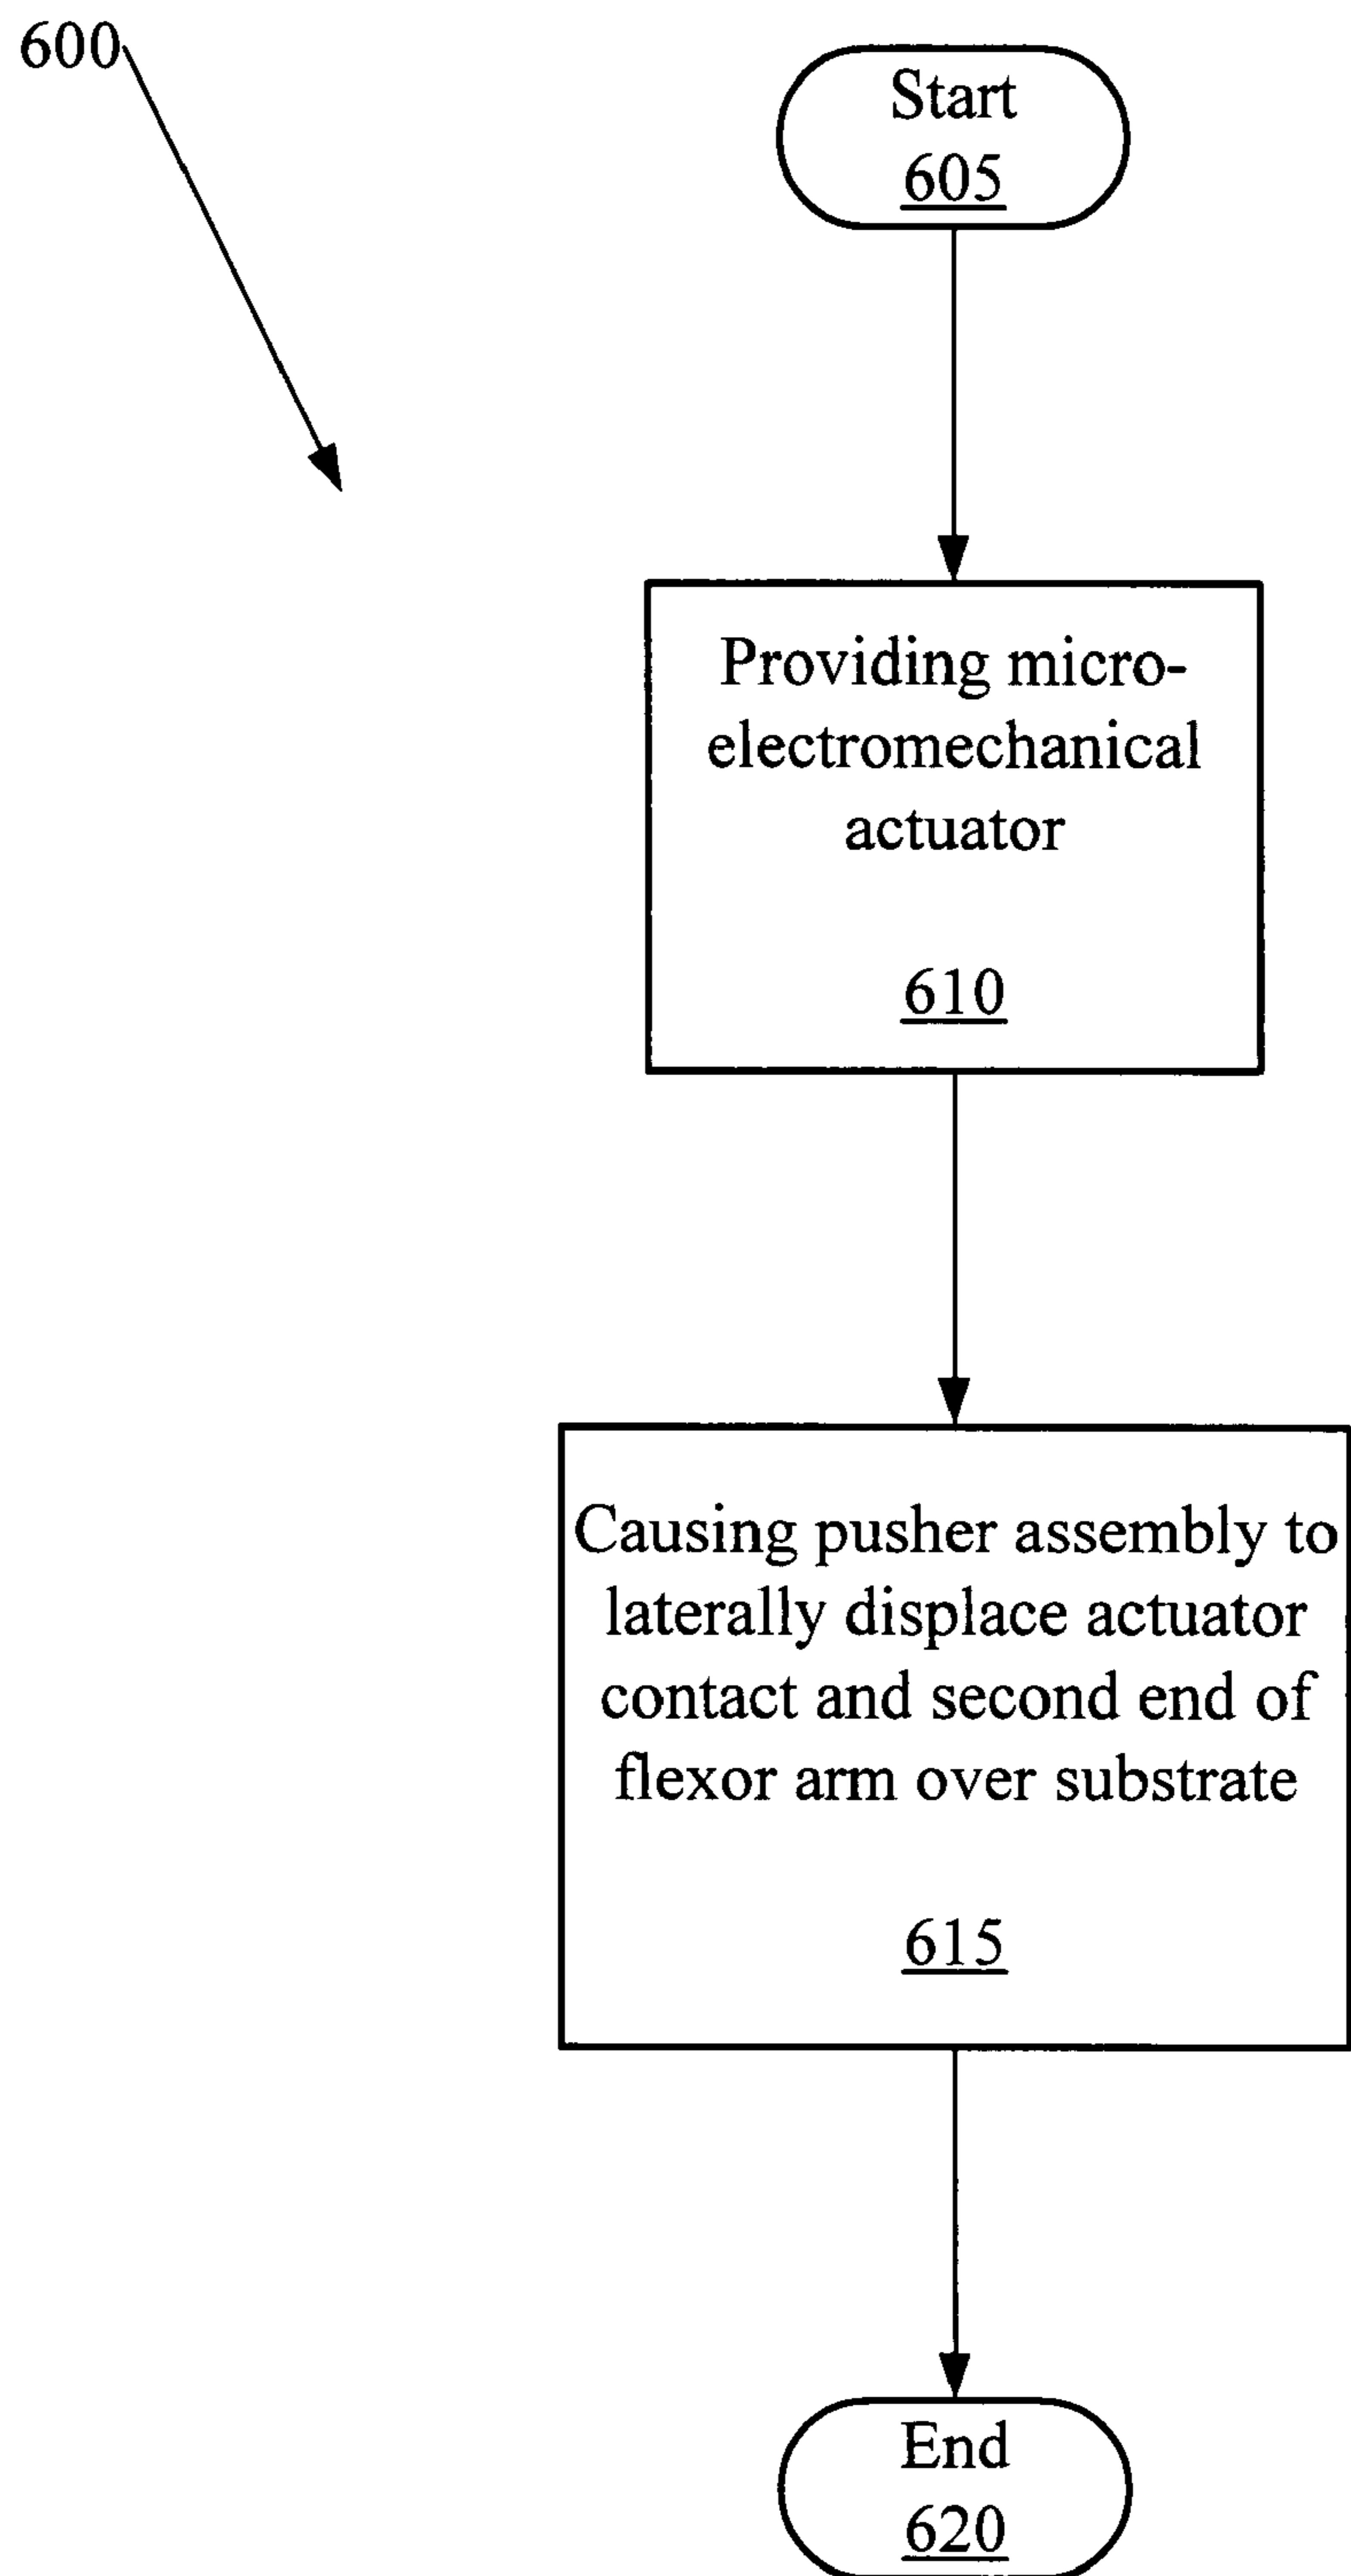 600
Start
605
Providing micro-
electromechanical
actuator
610
Causing pusher assembly to
laterally displace actuator
contact and second end of
flexor arm over substrate
615
End
620